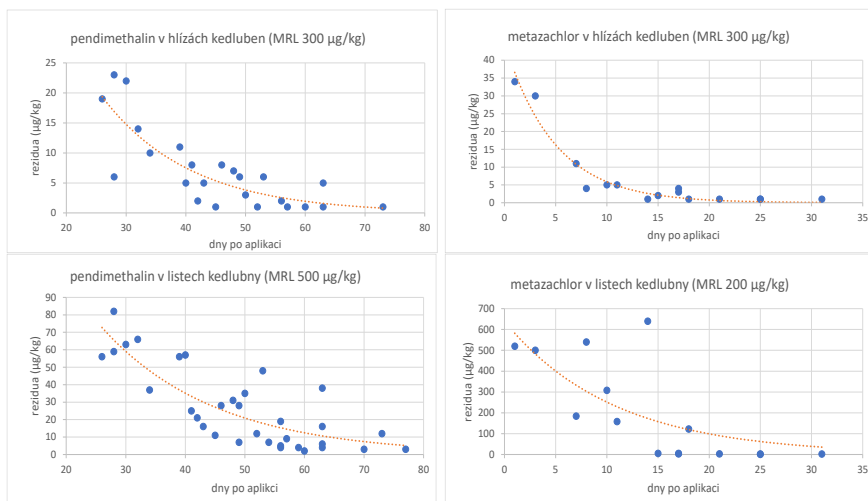 pendimethalin v hlízách kedluben (MRL 300 µg/kg)
rezidua (µg/kg)
25
20
15
10
5
0
20 30 40 50 60 70 80
dny po aplikaci
metazachlor v hlízách keduben (MRL 300 µg/kg)
rezidua (µg/kg)
40
35
30
25
20
15
10
5
0
0 5 10 15 20 25 30 35
dny po aplikaci
pendimethalin v listech kedlubny (MRL 500 µg/kg)
rezidua (µg/kg)
90
80
70
60
50
40
30
20
10
0
20 30 40 50 60 70 80
dny po aplikci
metazachlor v listech kedlubny (MRL 200 µg/kg)
rezidua (µg/kg)
700
600
500
400
300
200
100
0
0 5 10 15 20 25 30 35
dny po aplikaci